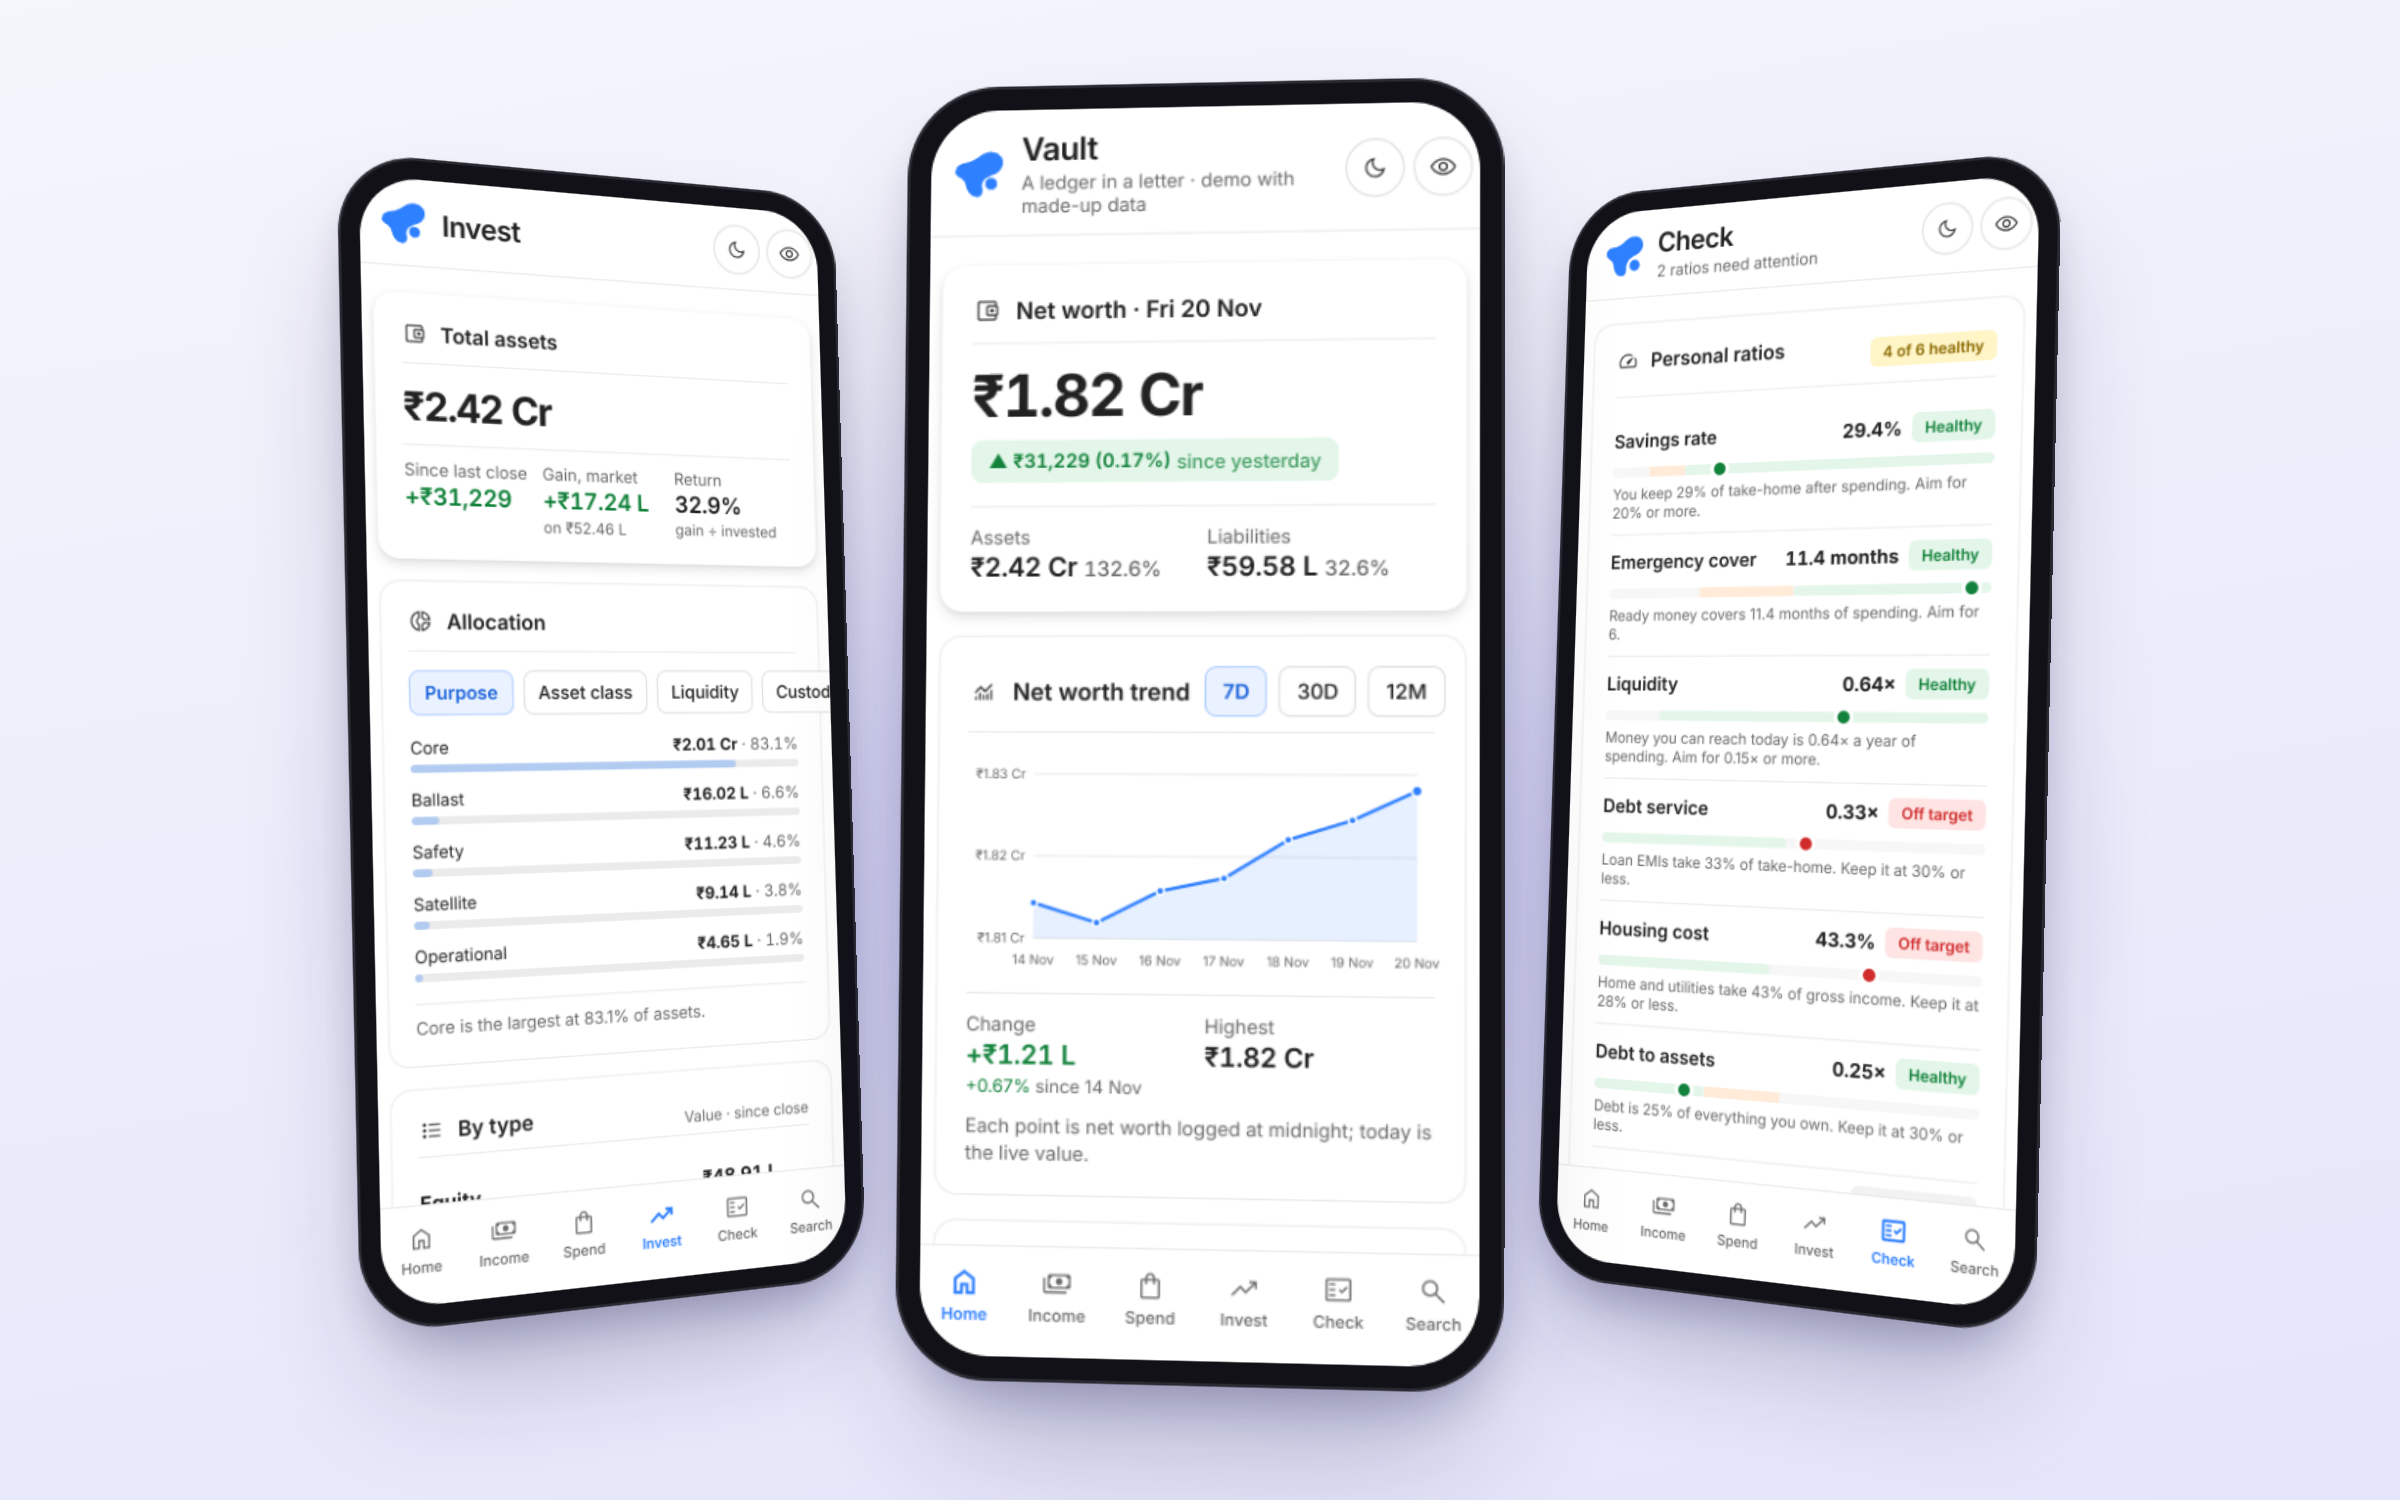 Invest
Total assets
₹2.42 Cr
Since last close
+₹31,229
Gain, market
+₹17.24 L
on ₹52.46 L
Return
32.9%
gain ÷ invested
Allocation
Purpose
Asset class
Liquidity
Custod
Core ₹2.01 Cr · 83.1%
Ballast ₹16.02 L · 6.6%
Safety ₹11.23 L · 4.6%
Satellite ₹9.14 L · 3.8%
Operational ₹4.65 L · 1.9%
Core is the largest at 83.1% of assets.
By type Value · since close
Equity ₹48.91 L
Home
Income
Spend
Invest
Check
Search
Vault
A ledger in a letter · demo with
made-up data
Net worth · Fri 20 Nov
₹1.82 Cr
▲ ₹31,229 (0.17%) since yesterday
Assets
₹2.42 Cr 132.6%
Liabilities
₹59.58 L 32.6%
Net worth trend
7D
30D
12M
₹1.83 Cr
₹1.82 Cr
₹1.81 Cr
14 Nov
15 Nov
16 Nov
17 Nov
18 Nov
19 Nov
20 Nov
Change
+₹1.21 L
+0.67% since 14 Nov
Highest
₹1.82 Cr
Each point is net worth logged at midnight; today is
the live value.
Home
Income
Spend
Invest
Check
Search
Check
2 ratios need attention
Personal ratios 4 of 6 healthy
Savings rate 29.4% Healthy
You keep 29% of take-home after spending. Aim for
20% or more.
Emergency cover 11.4 months Healthy
Ready money covers 11.4 months of spending. Aim for
6.
Liquidity 0.64× Healthy
Money you can reach today is 0.64× a year of
spending. Aim for 0.15× or more.
Debt service 0.33× Off target
Loan EMIs take 33% of take-home. Keep it at 30% or
less.
Housing cost 43.3% Off target
Home and utilities take 43% of gross income. Keep it at
28% or less.
Debt to assets 0.25× Healthy
Debt is 25% of everything you own. Keep it at 30% or
less.
Home
Income
Spend
Invest
Check
Search